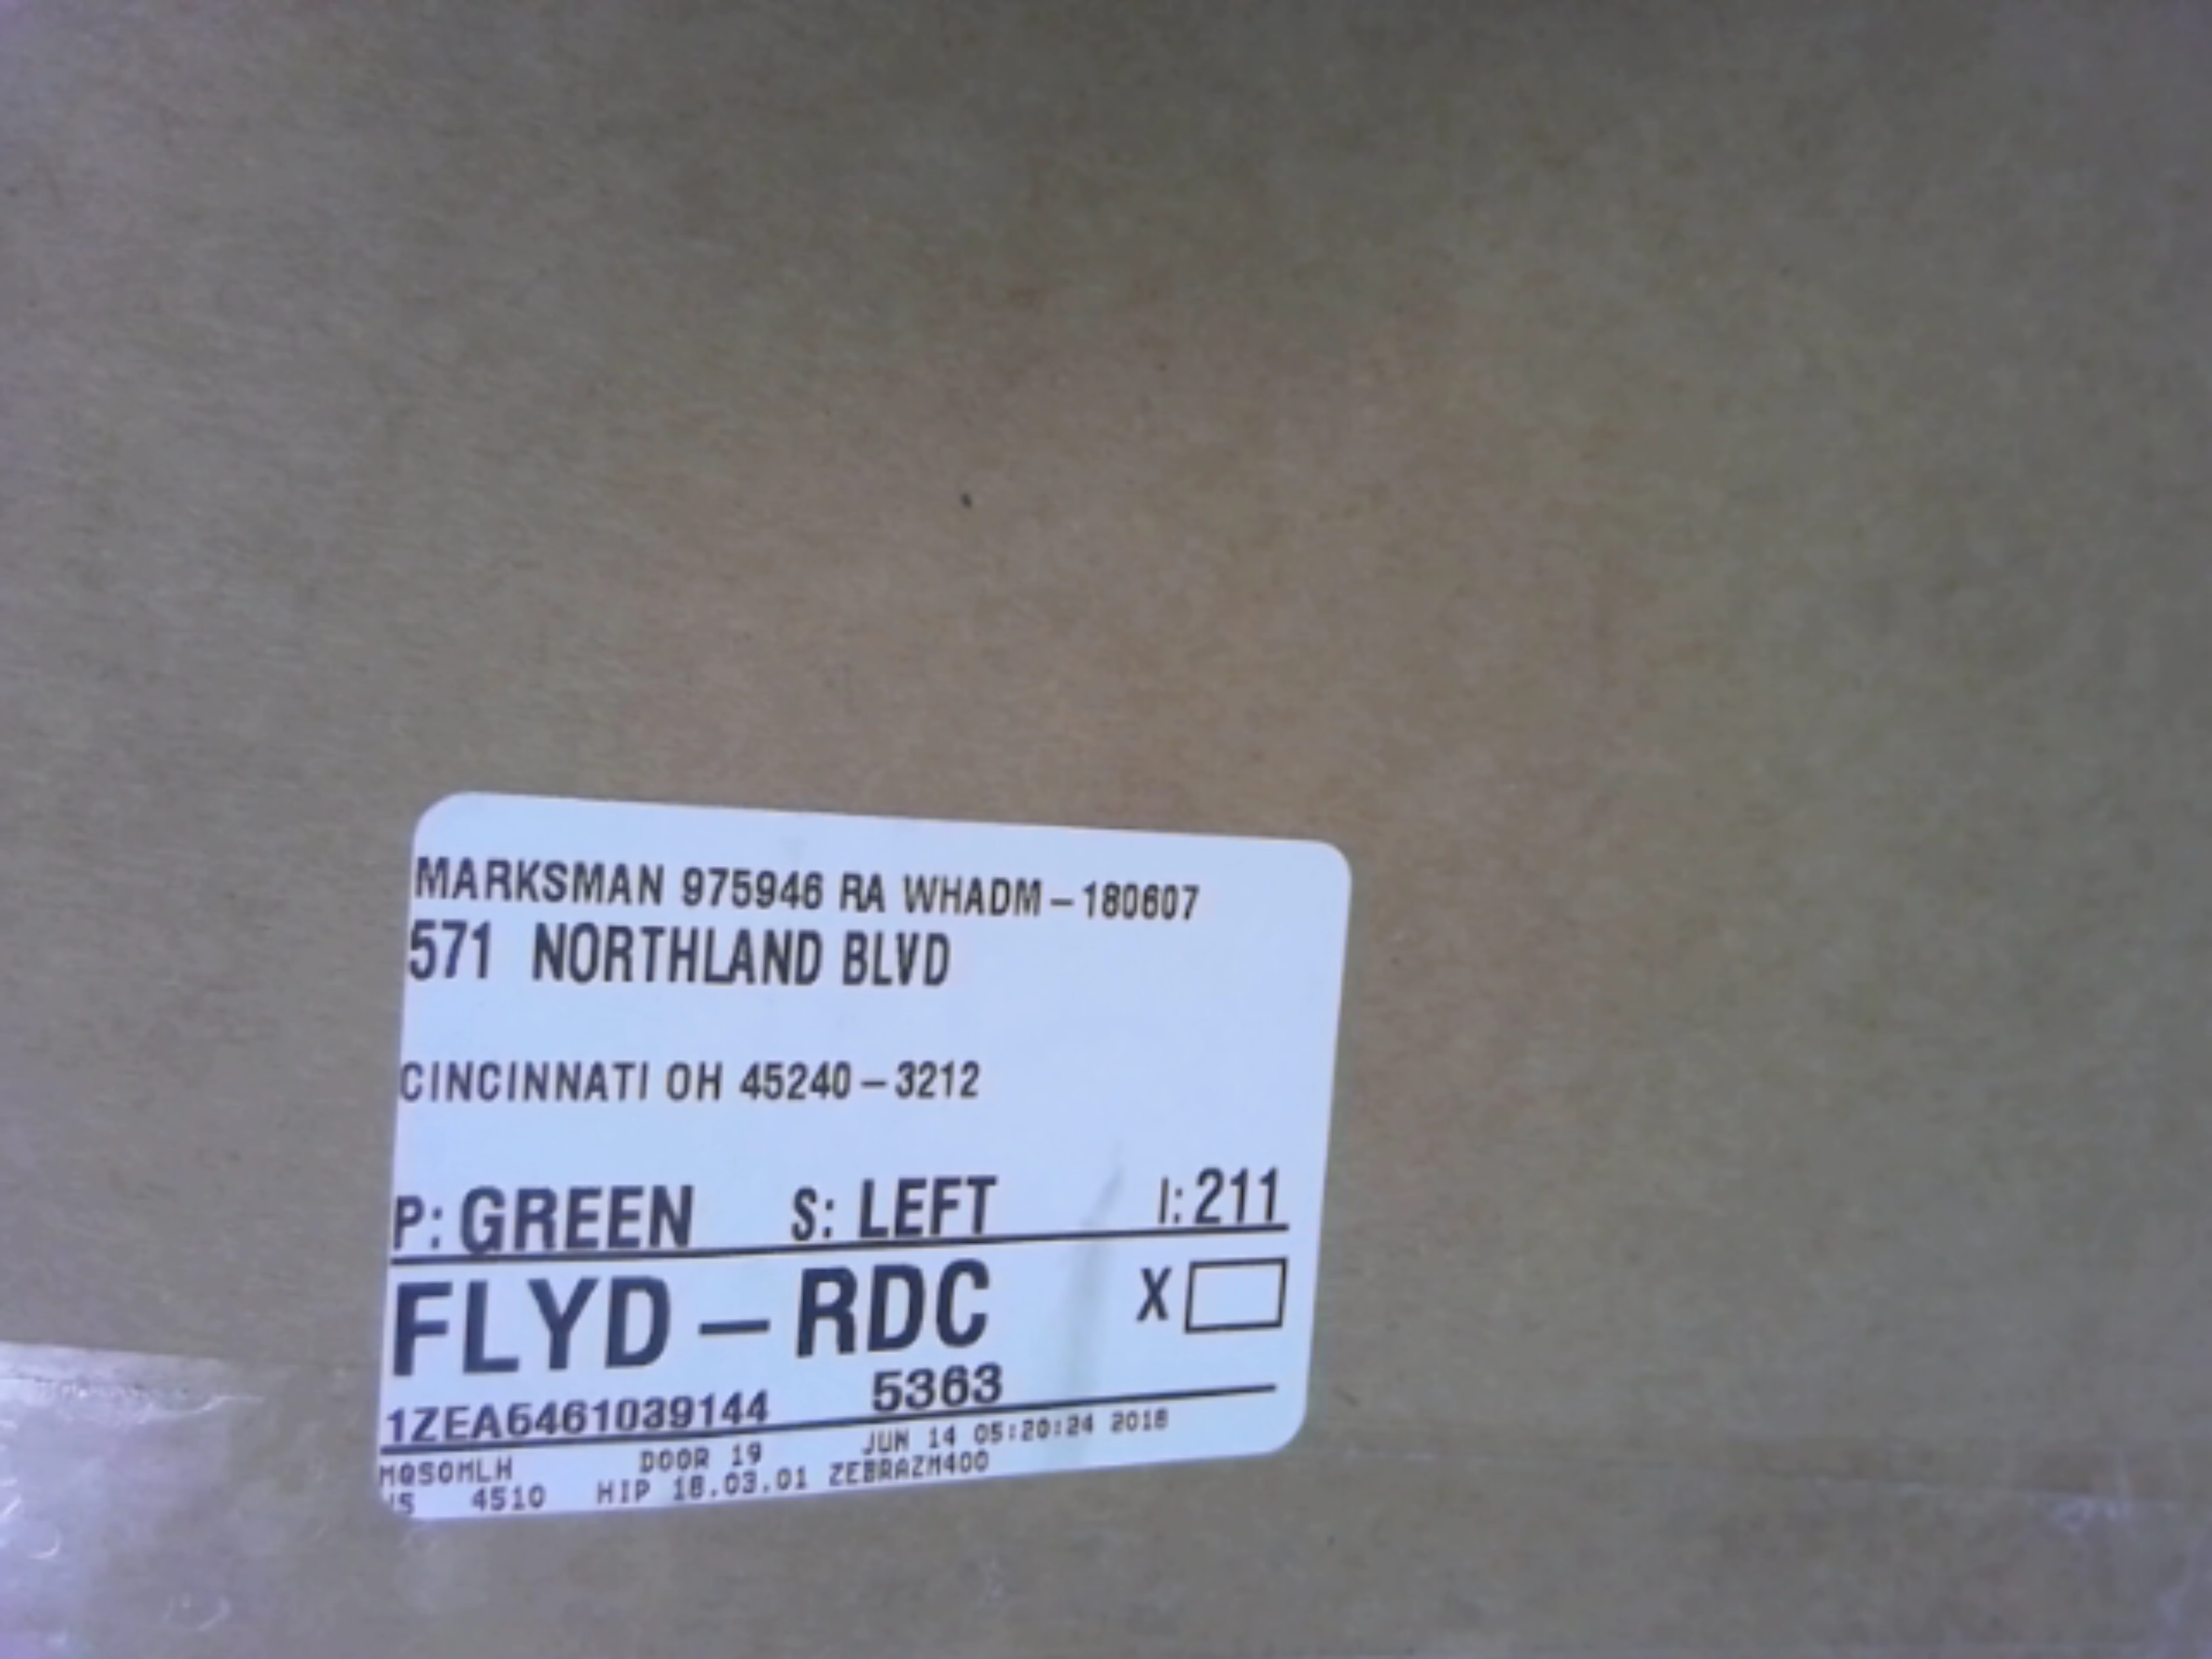 MARKSMAN 975946 RA WHADM-180607
571 NORTHLAND BLVD
CINCINNATI OH 45240-3212
P: GREEN S: LEFT I: 211
FLYD-RDC X
5363
1ZEA6461039144
DOOR 19 JUN 14 05:20:24 2018
4510 HIP 18.03.01 ZEBRAZM400